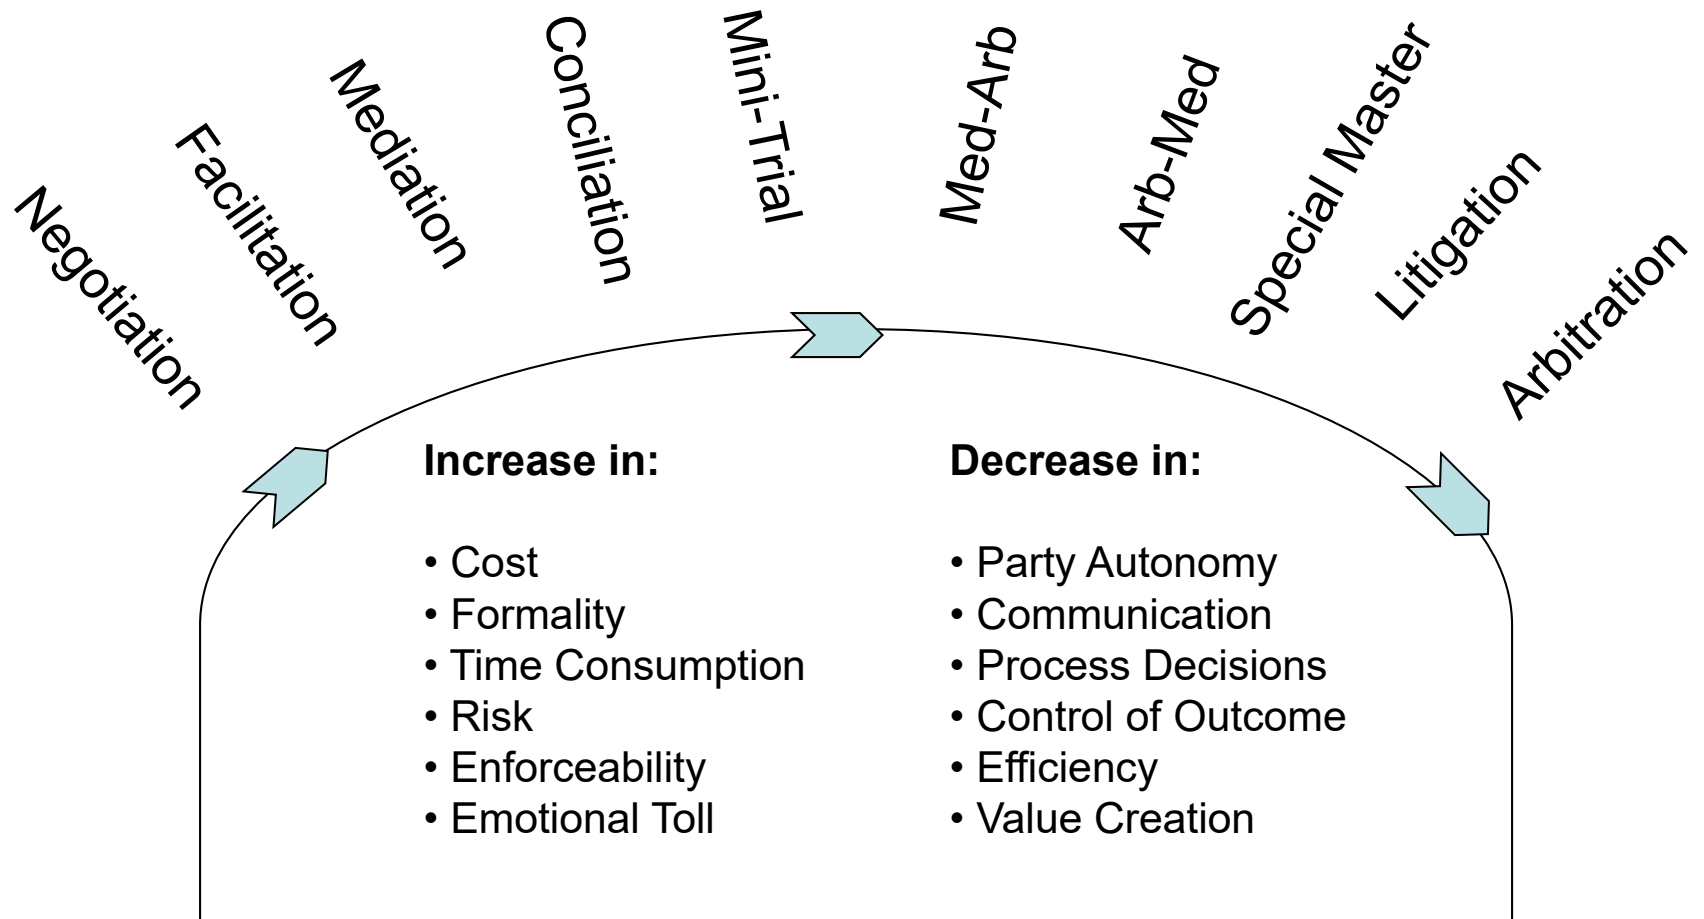 Negotiation
Facilitation
Mediation
Conciliation
Mini-Trial
Med-Arb
Arb-Med
Special Master
Litigation
Arbitration
Increase in:
• Cost
• Formality
• Time Consumption
• Risk
• Enforceability
• Emotional Toll
Decrease in:
• Party Autonomy
• Communication
• Process Decisions
• Control of Outcome
• Efficiency
• Value Creation